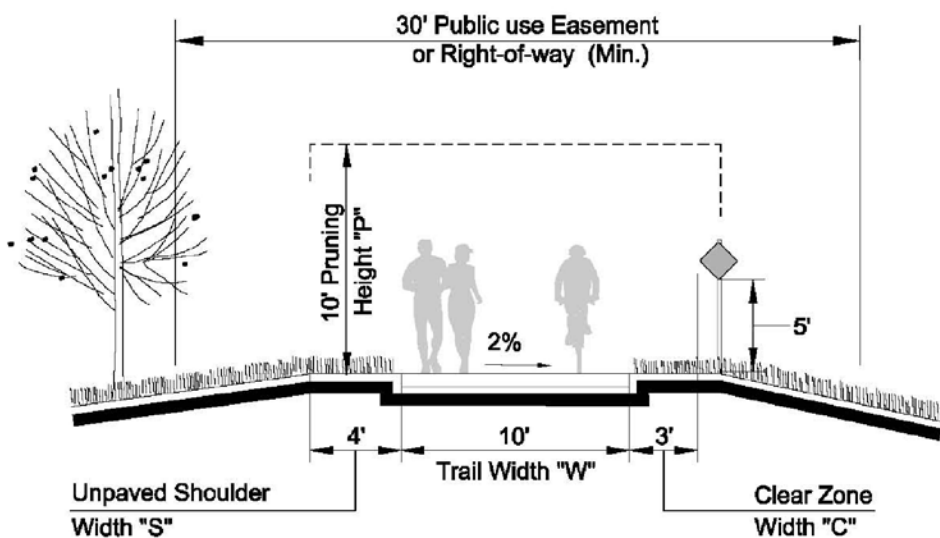 30' Public use Easement
or Right-of-way (Min.)
10' Pruning
Height "P"
2%
5'
4'
10'
3'
Trail Width "W"
Unpaved Shoulder
Width "S"
Clear Zone
Width "C"